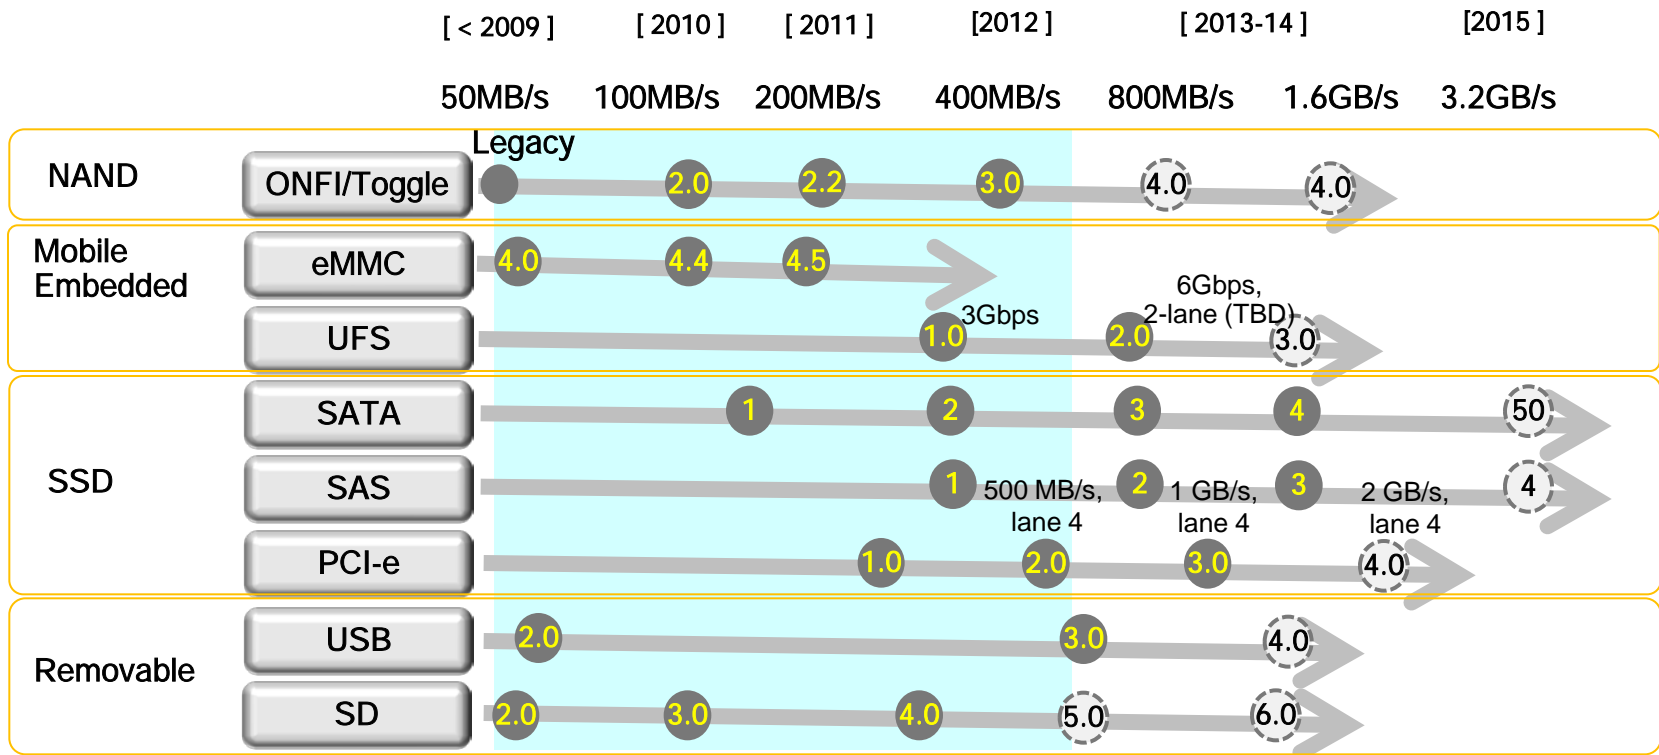 [ < 2009 ] [ 2010 ] [ 2011 ] [2012 ] [ 2013-14 ] [2015 ]
50MB/s 100MB/s 200MB/s 400MB/s 800MB/s 1.6GB/s 3.2GB/s
Legacy
NAND ONFI/Toggle 2.0 2.2 3.0 4.0 4.0
Mobile
Embedded
eMMC 4.0 4.4 4.5
6Gbps,
3Gbps 2-lane (TBD)
UFS 1.0 2.0 3.0
SATA 1 2 3 4 50
SSD
SAS 1 2 3 4
500 MB/s, 1 GB/s, 2 GB/s,
lane 4 lane 4 lane 4
PCI-e 1.0 2.0 3.0 4.0
USB 2.0 3.0 4.0
Removable
SD 2.0 3.0 4.0 5.0 6.0